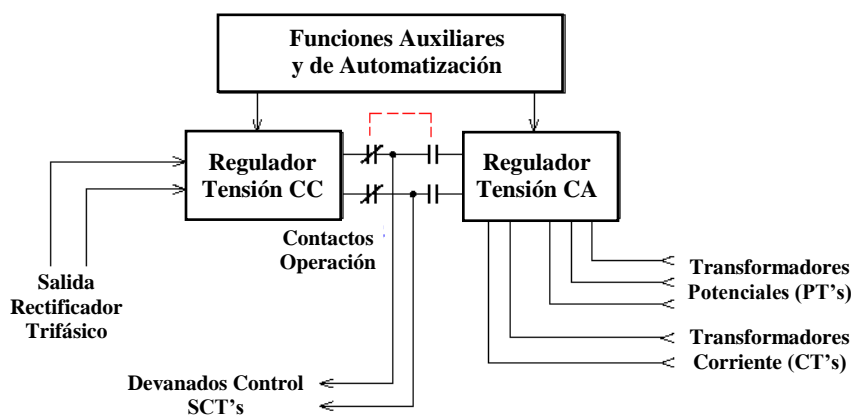 Funciones Auxiliares
y de Automatización
Regulador
Tensión CC
Regulador
Tensión CA
Contactos
Operación
Salida
Rectificador
Trifásico
Transformadores
Potenciales (PT’s)
Transformadores
Corriente (CT’s)
Devanados Control
SCT’s